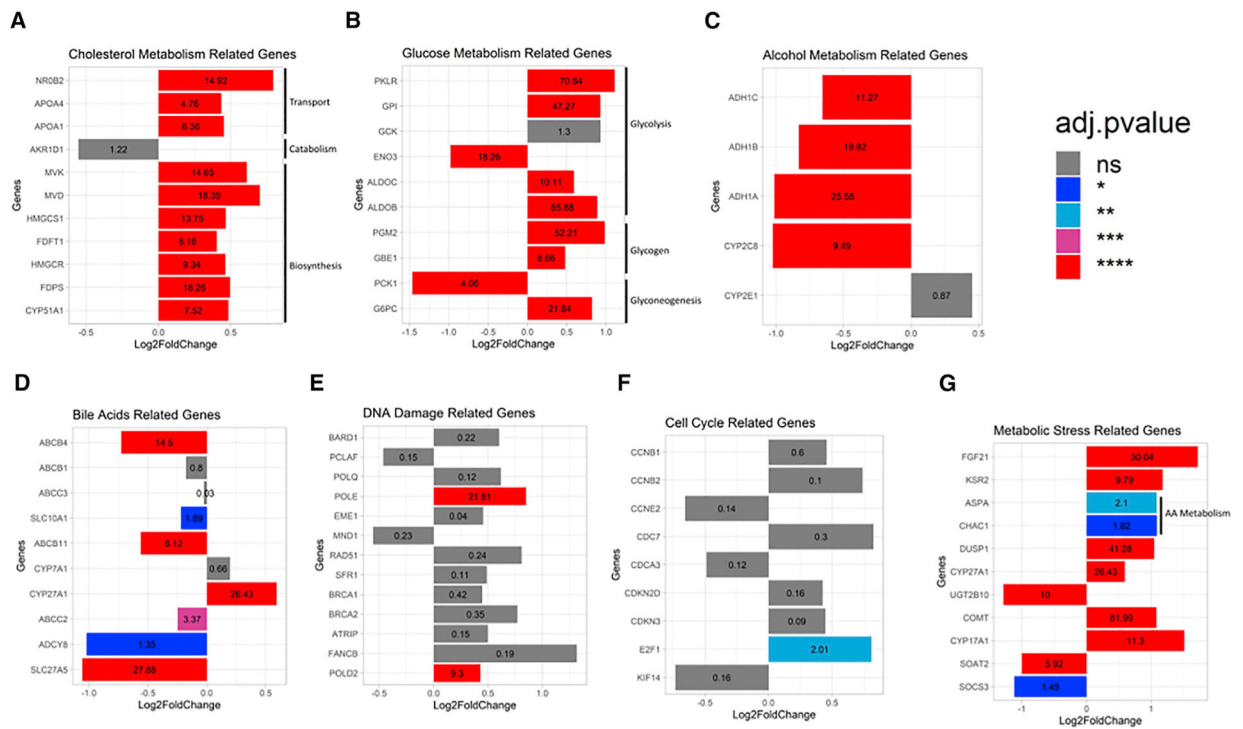 A
Cholesterol Metabolism Related Genes
Genes
NR0B2 14.92
APOA4 4.76
APOA1 6.36
Transport
AKR1D1 1.22
Catabolism
MVK 14.65
MVD 18.39
HMGCS1 13.75
FDFT1 8.16
HMGCR 9.34
FDPS 18.26
CYP51A1 7.52
Biosynthesis
-0.5 0.0 0.5
Log2FoldChange
B
Glucose Metabolism Related Genes
Genes
PKLR 70.84
GPI 47.27
GCK 1.3
ENO3 18.26
ALDOC 10.11
ALDOB 65.88
Glycolysis
PGM2 52.21
GBE1 8.66
Glycogen
PCK1 4.06
G6PC 21.84
Glyconeogenesis
-1.5 -1.0 -0.5 0.0 0.5 1.0
Log2FoldChange
C
Alcohol Metabolism Related Genes
Genes
ADH1C 11.27
ADH1B 19.82
ADH1A 25.56
CYP2C8 9.49
CYP2E1 0.87
-1.0 -0.5 0.0 0.5
Log2FoldChange
adj.pvalue
ns
*
**
***
****
D
Bile Acids Related Genes
Genes
ABCB4 14.5
ABCB1 0.8
ABCC3 0.03
SLC10A1 1.89
ABCB11 6.12
CYP7A1 0.66
CYP27A1 26.43
ABCC2 3.37
ADCY8 1.35
SLC27A5 27.68
-1.0 -0.5 0.0 0.5
Log2FoldChange
E
DNA Damage Related Genes
Genes
BARD1 0.22
PCLAF 0.15
POLQ 0.12
POLE 21.81
EME1 0.04
MND1 0.23
RAD51 0.24
SFR1 0.11
BRCA1 0.42
BRCA2 0.35
ATRIP 0.15
FANCB 0.19
POLD2 9.3
-0.5 0.0 0.5 1.0
Log2FoldChange
F
Cell Cycle Related Genes
Genes
CCNB1 0.6
CCNB2 0.1
CCNE2 0.14
CDC7 0.3
CDCA3 0.12
CDKN2D 0.16
CDKN3 0.09
E2F1 2.01
KIF14 0.16
-0.5 0.0 0.5
Log2FoldChange
G
Metabolic Stress Related Genes
Genes
FGF21 30.04
KSR2 9.79
ASPA 2.1
CHAC1 1.82
AA Metabolism
DUSP1 41.28
CYP27A1 26.43
UGT2B10 10
COMT 81.99
CYP17A1 11.3
SOAT2 5.92
SOCS3 1.45
-1 0 1
Log2FoldChange